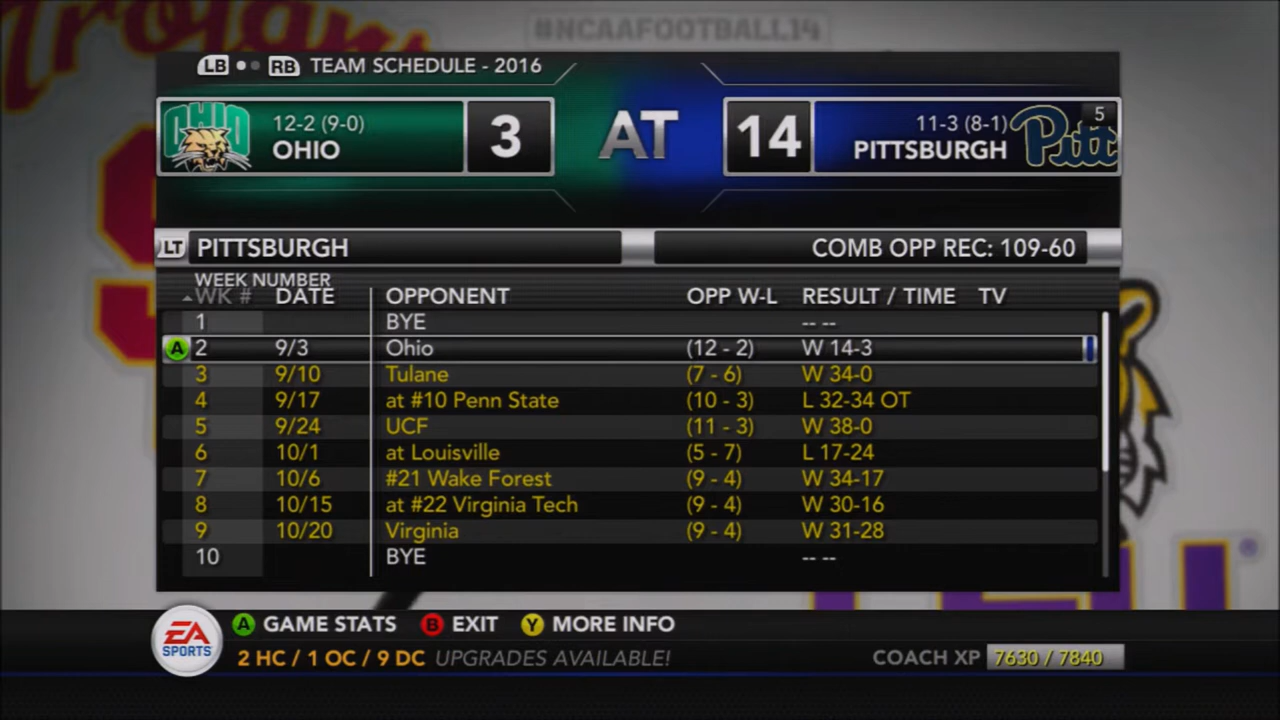 Trojans
#NCAAFOOTBALL14
LB RB TEAM SCHEDULE - 2016
OHIO 12-2 (9-0) OHIO 3 AT 14 11-3 (8-1) PITTSBURGH Pitt 5
LT PITTSBURGH COMB OPP REC: 109-60
WEEK NUMBER
WK # DATE OPPONENT OPP W-L RESULT / TIME TV
1 BYE -- --
A 2 9/3 Ohio (12 - 2) W 14-3
3 9/10 Tulane (7 - 6) W 34-0
4 9/17 at #10 Penn State (10 - 3) L 32-34 OT
5 9/24 UCF (11 - 3) W 38-0
6 10/1 at Louisville (5 - 7) L 17-24
7 10/6 #21 Wake Forest (9 - 4) W 34-17
8 10/15 at #22 Virginia Tech (9 - 4) W 30-16
9 10/20 Virginia (9 - 4) W 31-28
10 BYE -- --
A GAME STATS B EXIT Y MORE INFO
EA SPORTS
2 HC / 1 OC / 9 DC UPGRADES AVAILABLE! COACH XP 7630 / 7840